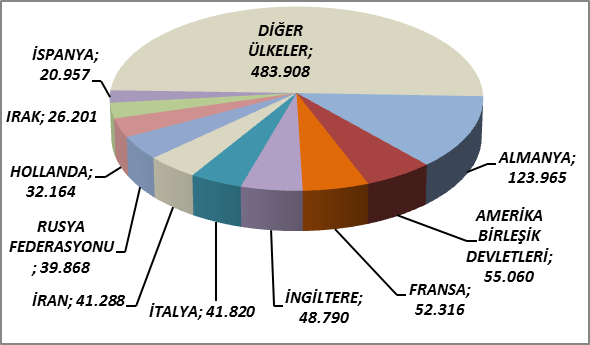 DİĞER
ÜLKELER;
483.908
ALMANYA;
123.965
AMERİKA
BİRLEŞİK
DEVLETLERİ;
55.060
FRANSA;
52.316
İNGİLTERE;
48.790
İTALYA; 41.820
İRAN; 41.288
RUSYA
FEDERASYONU
; 39.868
HOLLANDA;
32.164
IRAK; 26.201
İSPANYA;
20.957